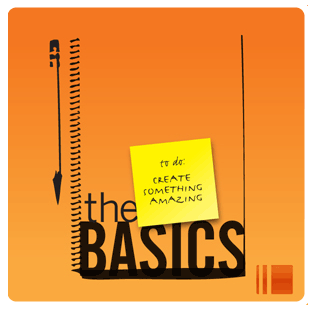 to do:
CREATE
SOMETHING
AMAZING
the
BASICS